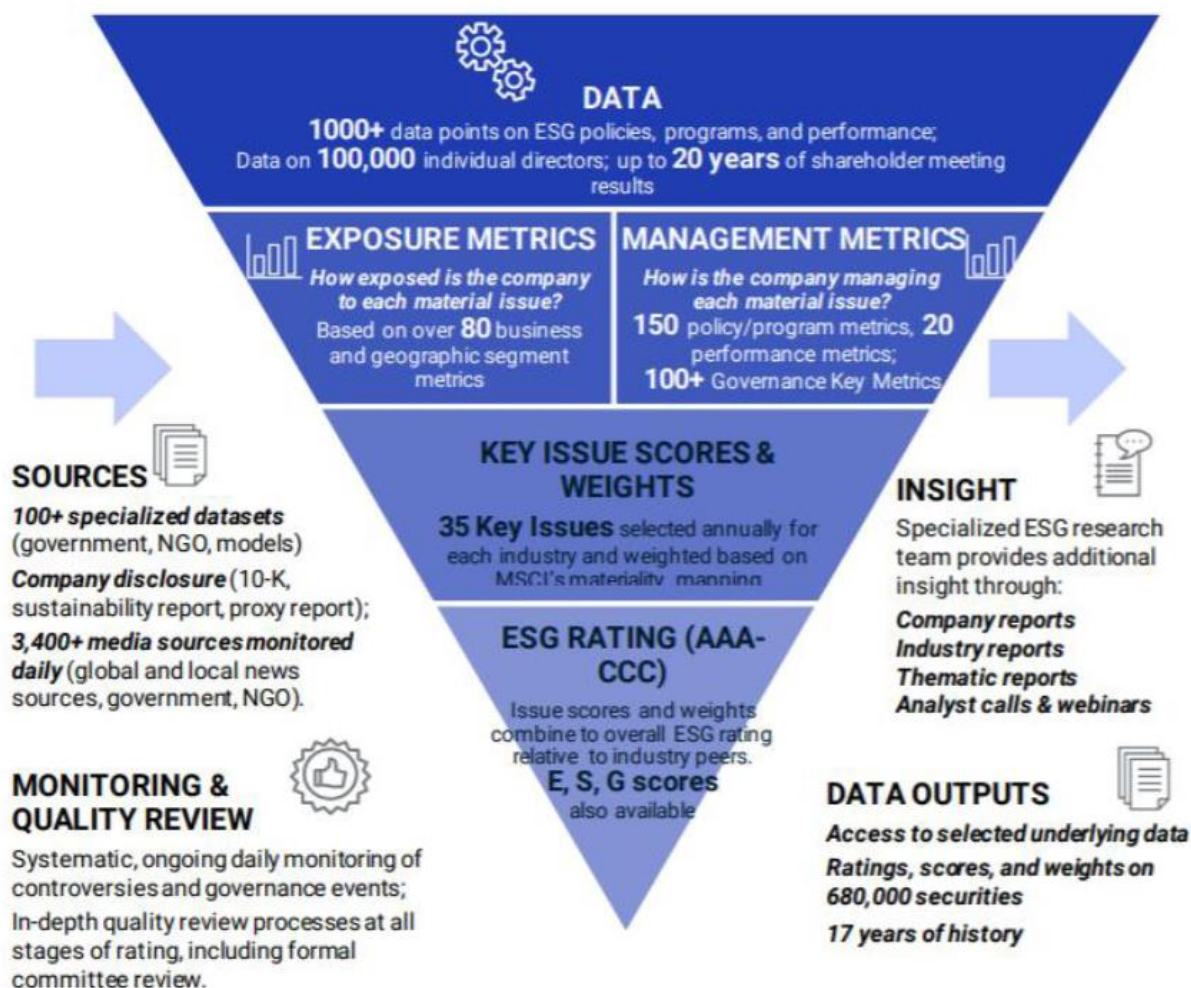 DATA
1000+ data points on ESG policies, programs, and performance;
Data on 100,000 individual directors; up to 20 years of shareholder meeting
results
EXPOSURE METRICS
How exposed is the company
to each material issue?
Based on over 80 business
and geographic segment
metrics
MANAGEMENT METRICS
How is the company managing
each material issue?
150 policy/program metrics, 20
performance metrics;
100+ Governance Key Metrics
KEY ISSUE SCORES &
WEIGHTS
35 Key Issues selected annually for
each industry and weighted based on
MSCI's materiality mapping
ESG RATING (AAA-
CCC)
Issue scores and weights
combine to overall ESG rating
relative to industry peers.
E, S, G scores
also available
SOURCES
100+ specialized datasets
(government, NGO, models)
Company disclosure (10-K,
sustainability report, proxy report);
3,400+ media sources monitored
daily (global and local news
sources, government, NGO).
MONITORING &
QUALITY REVIEW
Systematic, ongoing daily monitoring of
controversies and governance events;
In-depth quality review processes at all
stages of rating, including formal
committee review.
INSIGHT
Specialized ESG research
team provides additional
insight through:
Company reports
Industry reports
Thematic reports
Analyst calls & webinars
DATA OUTPUTS
Access to selected underlying data
Ratings, scores, and weights on
680,000 securities
17 years of history